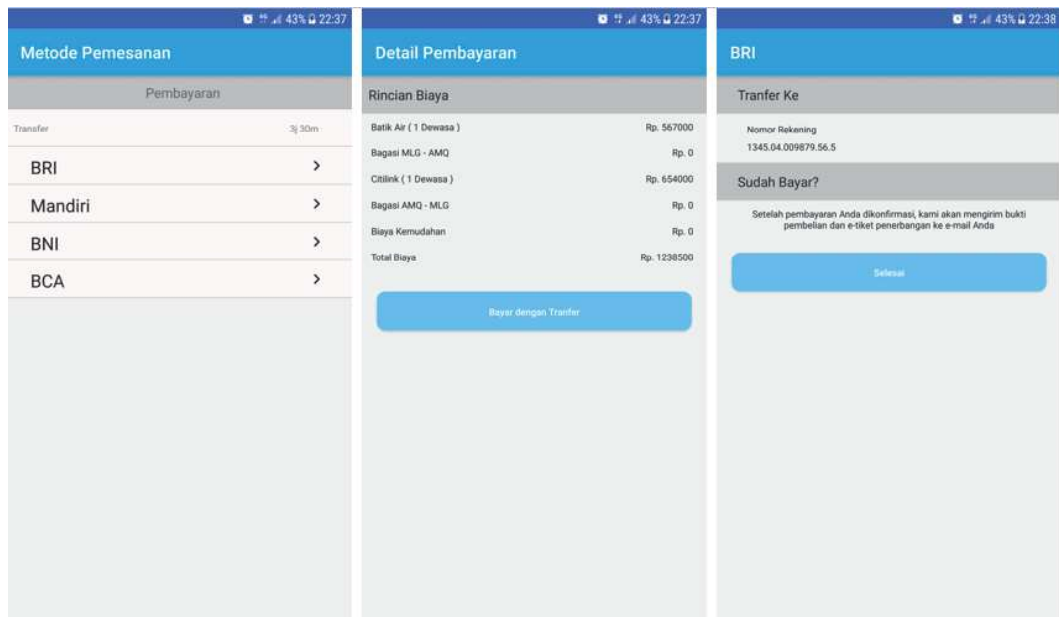 43% 22:37
Metode Pemesanan
Pembayaran
Transfer 3j 30m
BRI
Mandiri
BNI
BCA
43% 22:37
Detail Pembayaran
Rincian Biaya
Batik Air ( 1 Dewasa ) Rp. 567000
Bagasi MLG - AMQ Rp. 0
Citilink ( 1 Dewasa ) Rp. 654000
Bagasi AMQ - MLG Rp. 0
Biaya Kemudahan Rp. 0
Total Biaya Rp. 1238500
Bayar dengan Tranfer
43% 22:38
BRI
Tranfer Ke
Nomor Rekening
1345.04.009879.56.5
Sudah Bayar?
Setelah pembayaran Anda dikonfirmasi, kami akan mengirim bukti
pembelian dan e-tiket penerbangan ke e-mail Anda
Selesai